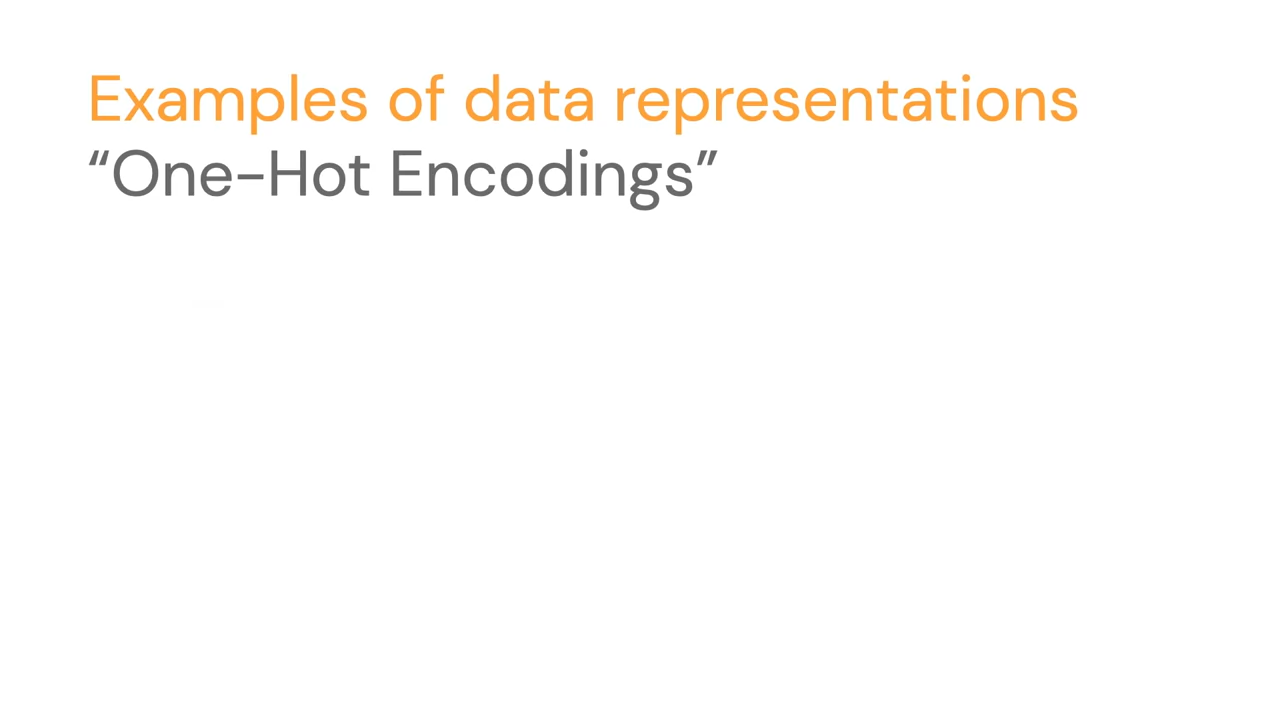 Examples of data representations
“One-Hot Encodings”